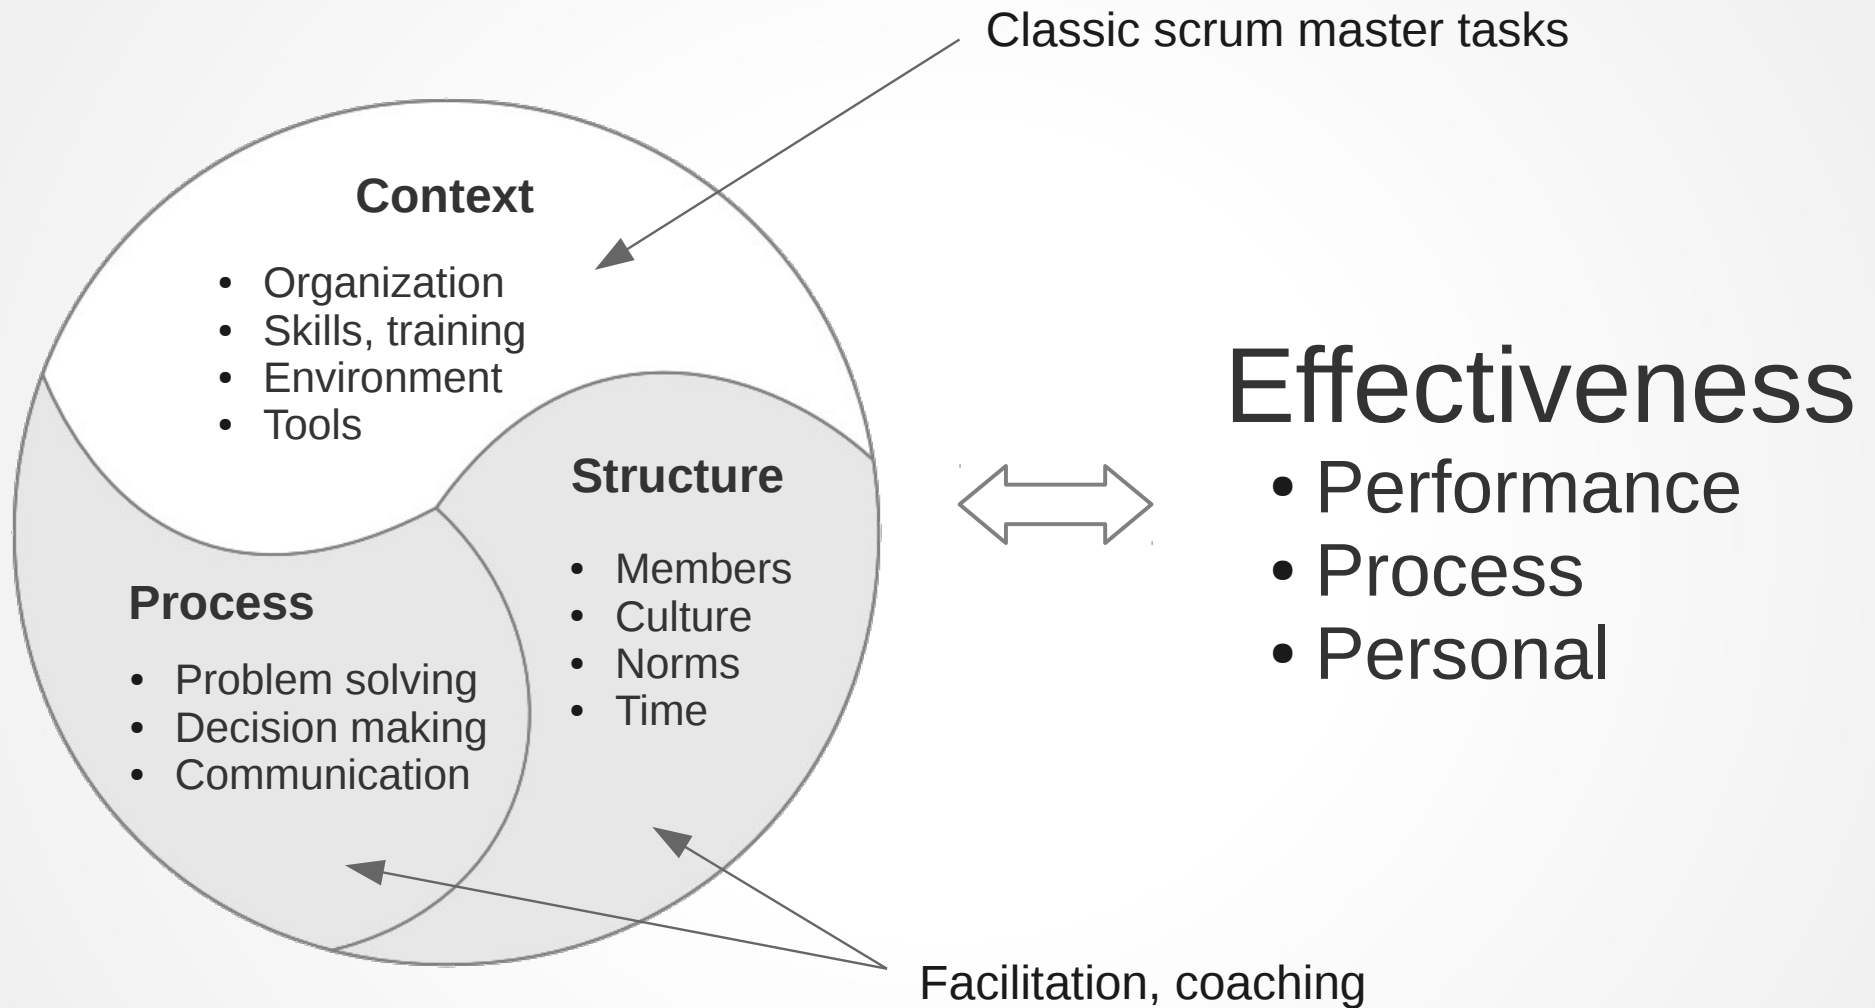 Classic scrum master tasks
Context
• Organization
• Skills, training
• Environment
• Tools
Structure
• Members
• Culture
• Norms
• Time
Process
• Problem solving
• Decision making
• Communication
Effectiveness
• Performance
• Process
• Personal
Facilitation, coaching